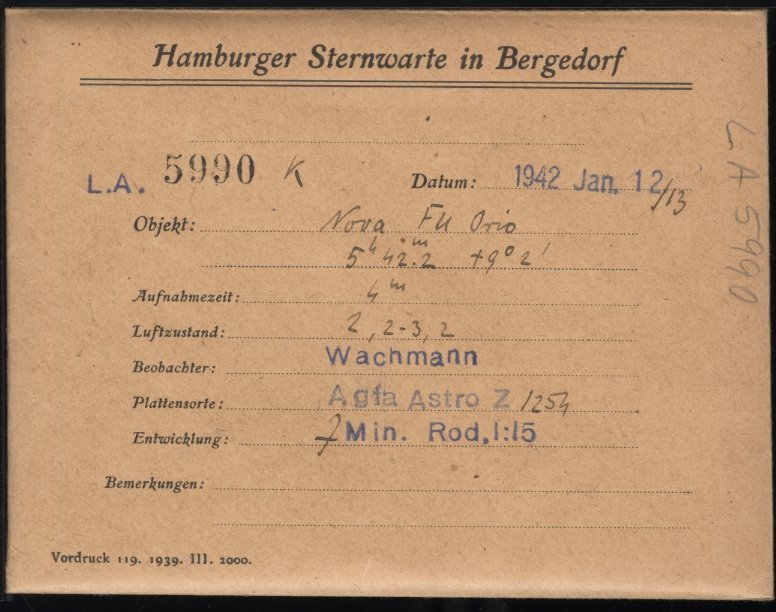 Hamburger Sternwarte in Bergedorf
L.A. 5990 K
Datum: 1942 Jan. 12/13
Objekt: Nova FU Orio
5h 42.m2 +9° 2'
Aufnahmezeit: 4m
Luftzustand: 2, 2-3, 2
Beobachter: Wachmann
Plattensorte: Agfa Astro Z 1254
Entwicklung: 7 Min. Rod, 1:15
Bemerkungen:
Vordruck 119. 1939. III. 2000.
LA 5990